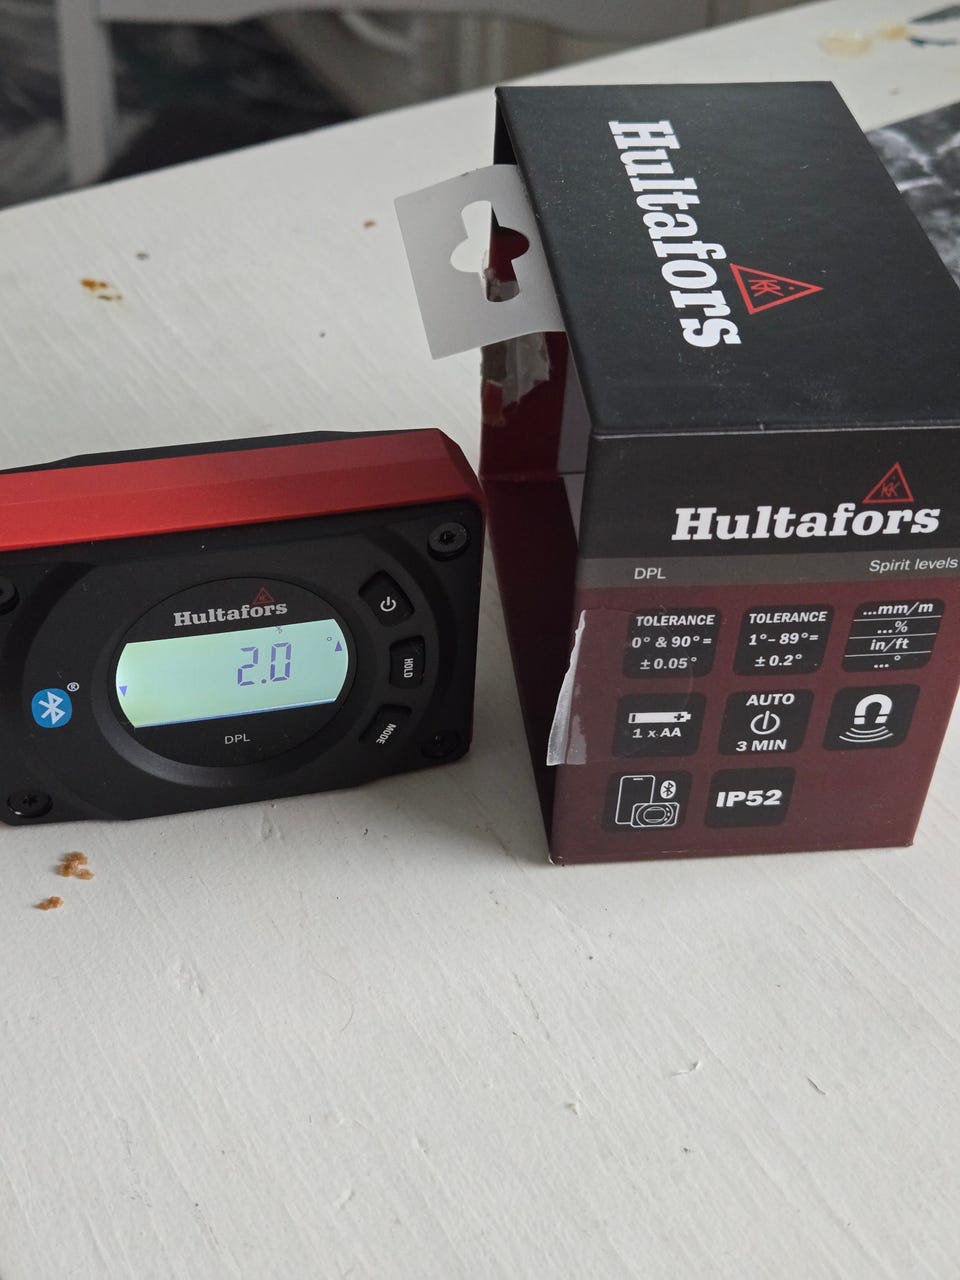 Hultafors
2.0 °
®
HOLD
MODE
DPL
Hultafors
Hultafors
DPL
Spirit levels
TOLERANCE
0° & 90°=
±0.05°
TOLERANCE
1°-89°=
±0.2°
...mm/m
...%
in/ft
...°
1 x AA
AUTO
3 MIN
IP52